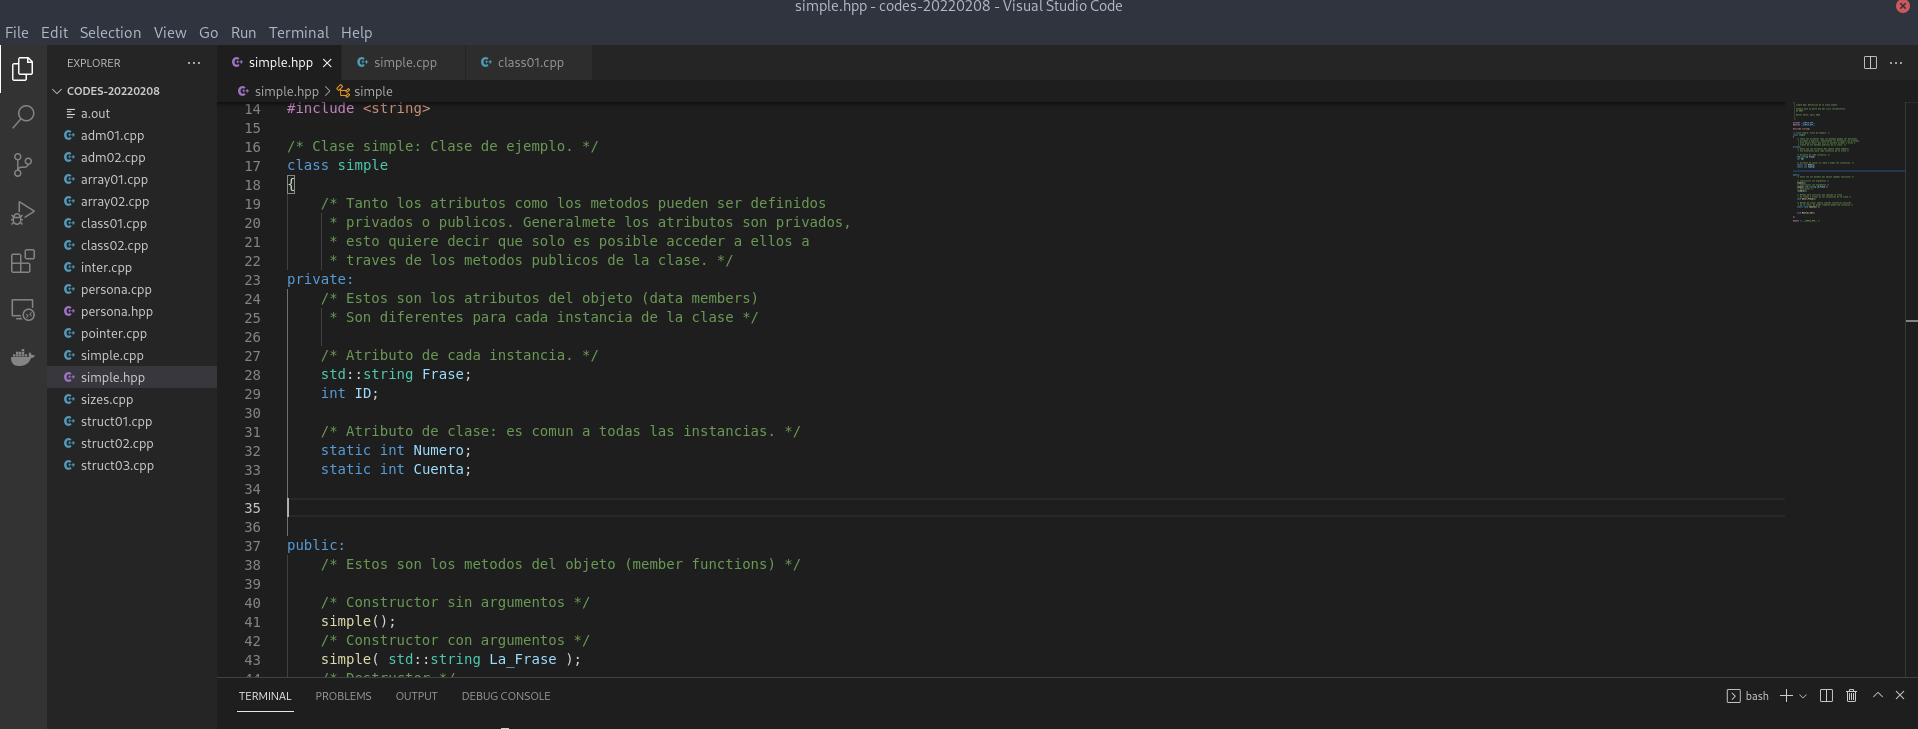 simple.hpp - codes-20220208 - Visual Studio Code
File Edit Selection View Go Run Terminal Help
EXPLORER
CODES-20220208
a.out
adm01.cpp
adm02.cpp
array01.cpp
array02.cpp
class01.cpp
class02.cpp
inter.cpp
persona.cpp
persona.hpp
pointer.cpp
simple.cpp
simple.hpp
sizes.cpp
struct01.cpp
struct02.cpp
struct03.cpp
simple.hpp simple.cpp class01.cpp
simple.hpp > simple
14 #include <string>
15
16 /* Clase simple: Clase de ejemplo. */
17 class simple
18 {
19 /* Tanto los atributos como los metodos pueden ser definidos
20 * privados o publicos. Generalmete los atributos son privados,
21 * esto quiere decir que solo es posible acceder a ellos a
22 * traves de los metodos publicos de la clase. */
23 private:
24 /* Estos son los atributos del objeto (data members)
25 * Son diferentes para cada instancia de la clase */
26
27 /* Atributo de cada instancia. */
28 std::string Frase;
29 int ID;
30
31 /* Atributo de clase: es comun a todas las instancias. */
32 static int Numero;
33 static int Cuenta;
34
35
36
37 public:
38 /* Estos son los metodos del objeto (member functions) */
39
40 /* Constructor sin argumentos */
41 simple();
42 /* Constructor con argumentos */
43 simple( std::string La_Frase );
44 /* Destructor */
TERMINAL PROBLEMS OUTPUT DEBUG CONSOLE
bash